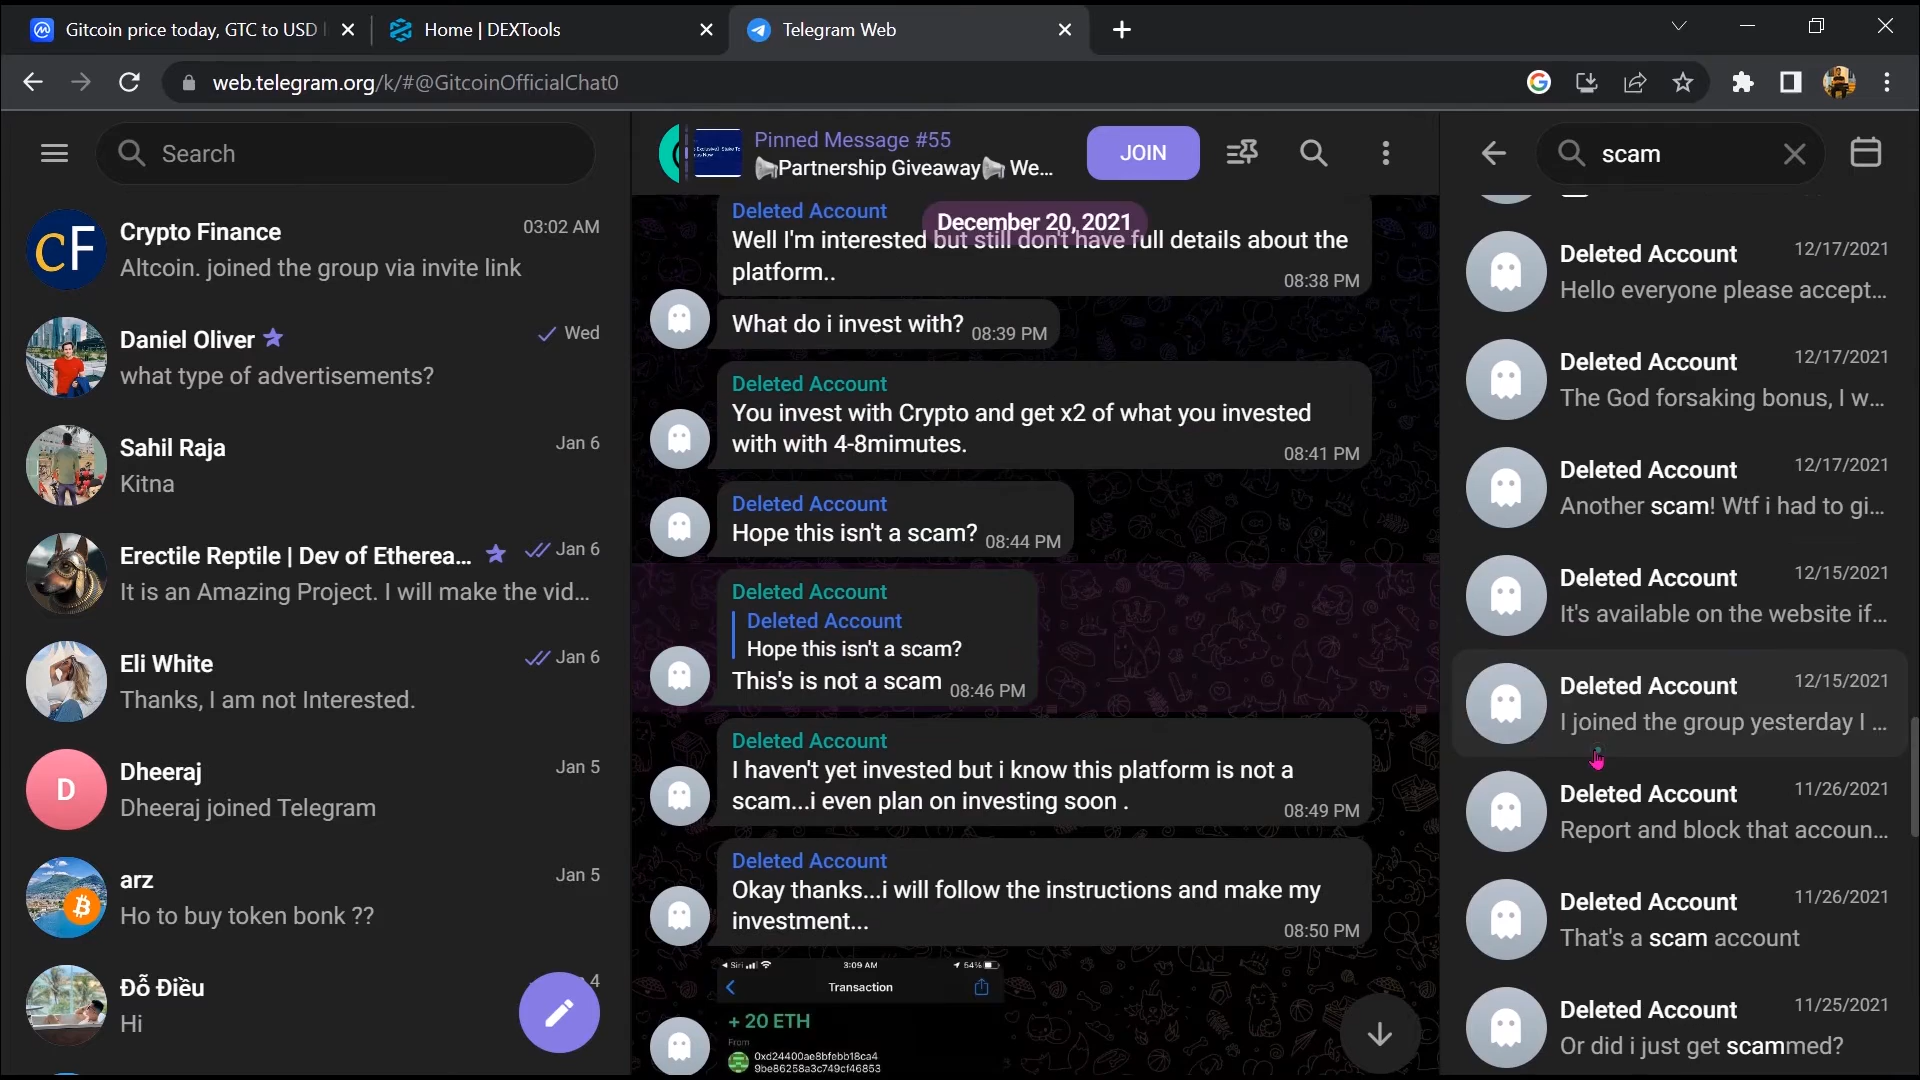 Gitcoin price today, GTC to USD
Home | DEXTools
Telegram Web
web.telegram.org/k/#@GitcoinOfficialChat0
Search
Crypto Finance
03:02 AM
Altcoin. joined the group via invite link
Daniel Oliver
Wed
what type of advertisements?
Sahil Raja
Jan 6
Kitna
Erectile Reptile | Dev of Etherea...
Jan 6
It is an Amazing Project. I will make the vid...
Eli White
Jan 6
Thanks, I am not Interested.
D
Dheeraj
Jan 5
Dheeraj joined Telegram
arz
Jan 5
Ho to buy token bonk ??
Đỗ Điều
4
Hi
Pinned Message #55
Partnership Giveaway We...
JOIN
December 20, 2021
Deleted Account
Well I'm interested but still don't have full details about the
platform..
08:38 PM
What do i invest with? 08:39 PM
Deleted Account
You invest with Crypto and get x2 of what you invested
with with 4-8mimutes.
08:41 PM
Deleted Account
Hope this isn't a scam? 08:44 PM
Deleted Account
Deleted Account
Hope this isn't a scam?
This's is not a scam 08:46 PM
Deleted Account
I haven't yet invested but i know this platform is not a
scam...i even plan on investing soon .
08:49 PM
Deleted Account
Okay thanks...i will follow the instructions and make my
investment...
08:50 PM
Siri
3:09 AM
54%
Transaction
+ 20 ETH
From
0xd24400ae8bfebb18ca4
9be86258a3c749cf46853
scam
Deleted Account
12/17/2021
Hello everyone please accept...
Deleted Account
12/17/2021
The God forsaking bonus, I w...
Deleted Account
12/17/2021
Another scam! Wtf i had to gi...
Deleted Account
12/15/2021
It's available on the website if...
Deleted Account
12/15/2021
I joined the group yesterday I ...
Deleted Account
11/26/2021
Report and block that accoun...
Deleted Account
11/26/2021
That's a scam account
Deleted Account
11/25/2021
Or did i just get scammed?